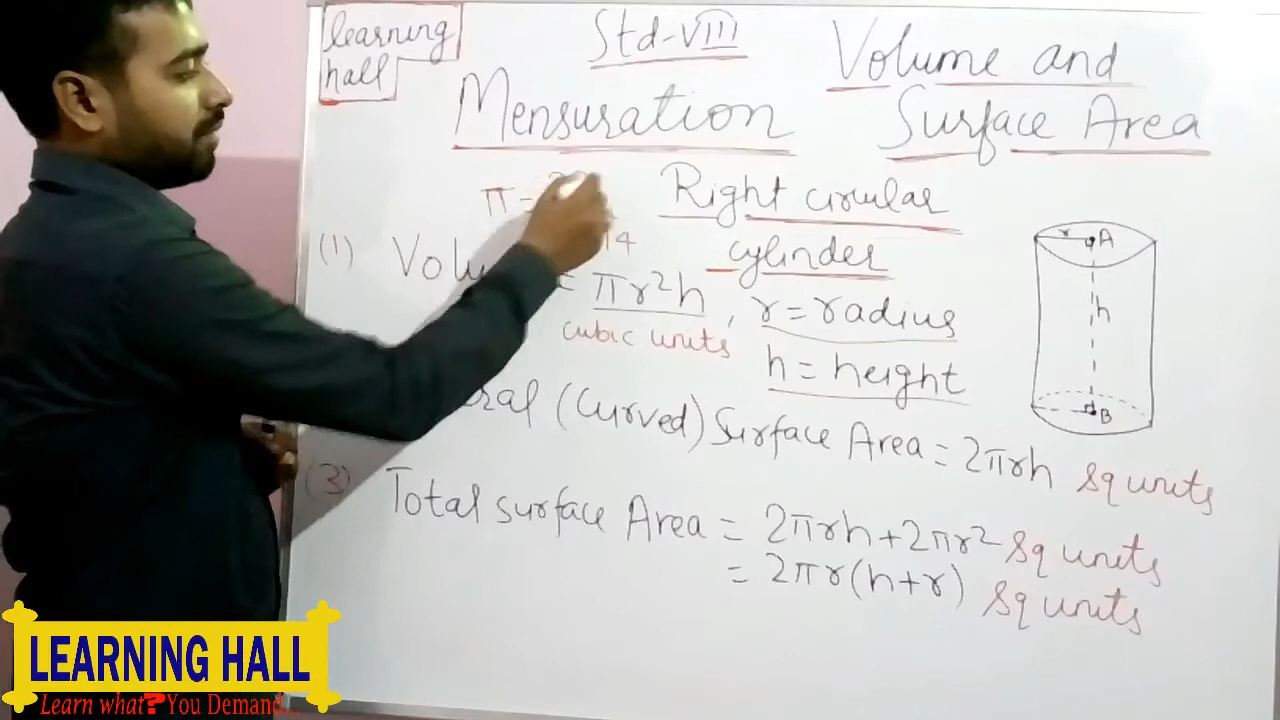 learning
hall
Std-VIII
Mensuration
Volume and
Surface Area
π =
14
Right circular
cylinder
(1) = πr²h , r = radius
cubic units
h = height
(Curved) Surface Area = 2πrh sq units
(3) Total surface Area = 2πrh + 2πr² sq units
= 2πr(h+r) sq units
r A
h
B
LEARNING HALL
Learn what? You Demand...